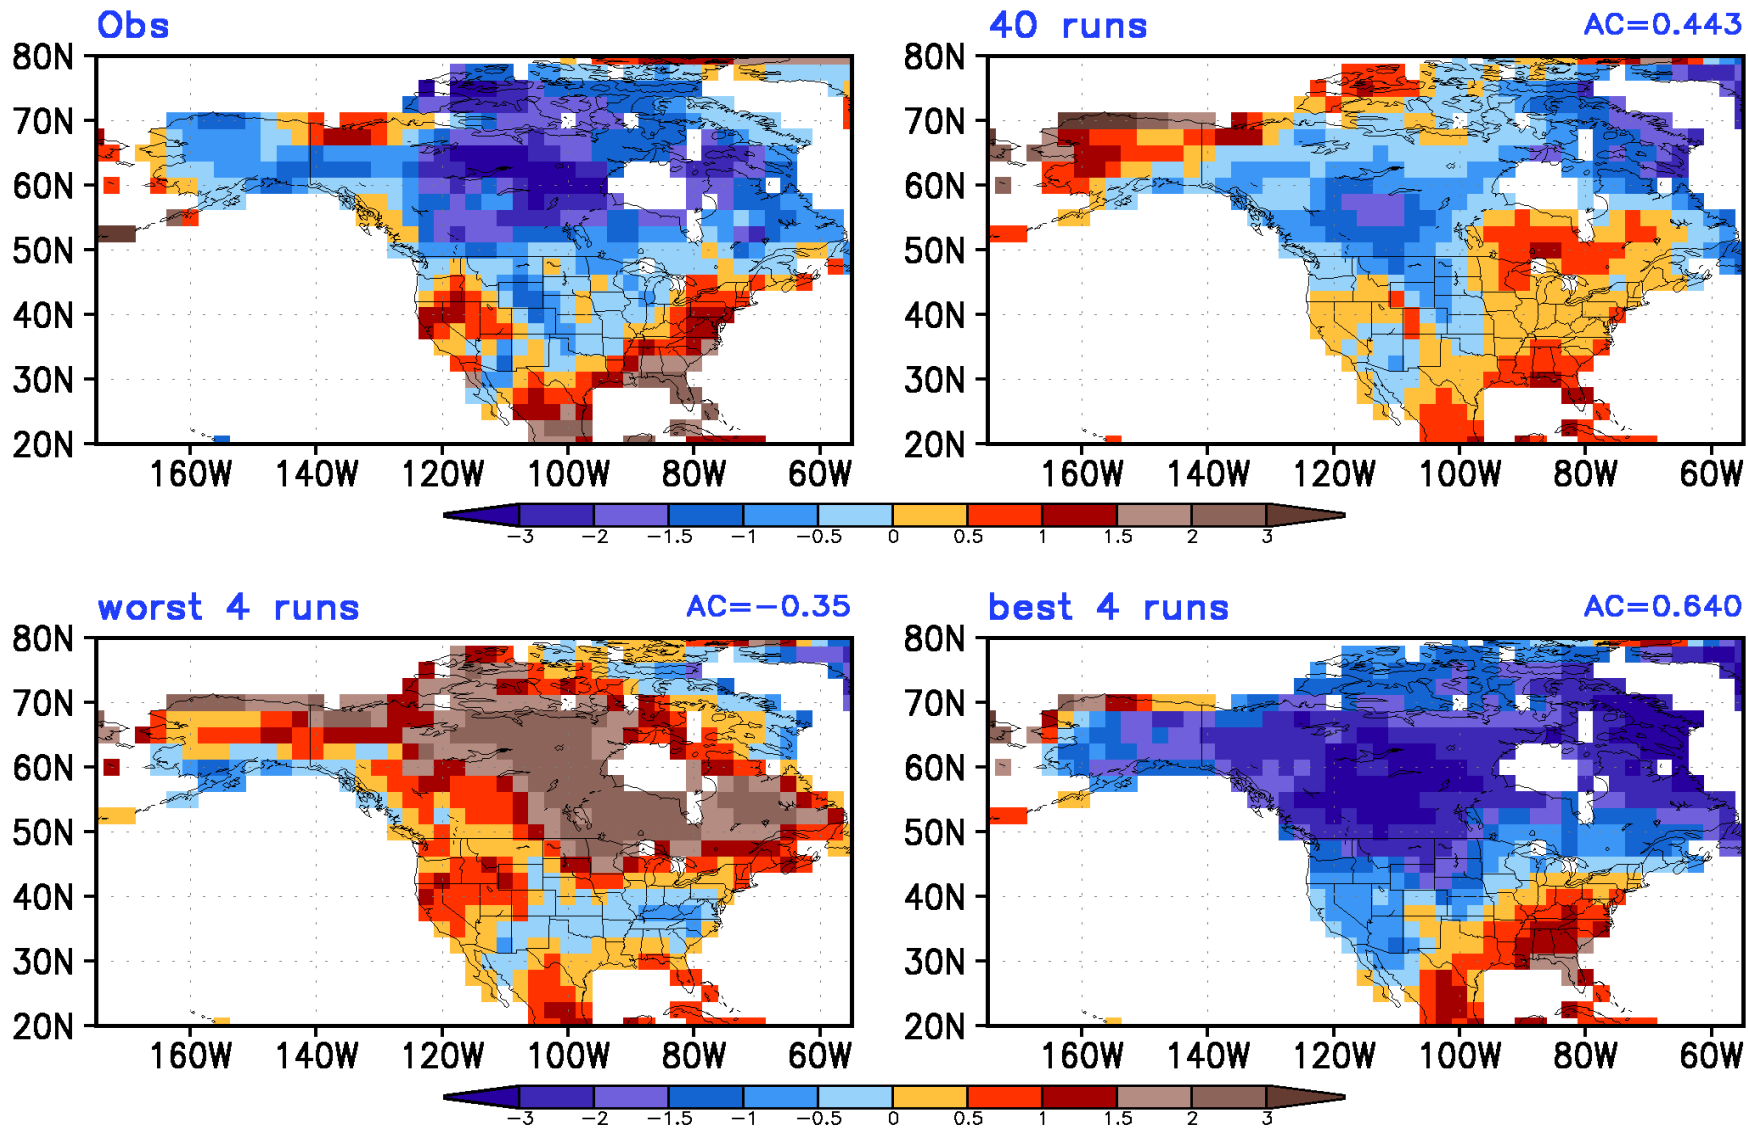 Obs
40 runs AC=0.443
80N 80N
70N 70N
60N 60N
50N 50N
40N 40N
30N 30N
20N 20N
160W 140W 120W 100W 80W 60W 160W 140W 120W 100W 80W 60W
-3 -2 -1.5 -1 -0.5 0 0.5 1 1.5 2 3
worst 4 runs AC=-0.35
best 4 runs AC=0.640
80N 80N
70N 70N
60N 60N
50N 50N
40N 40N
30N 30N
20N 20N
160W 140W 120W 100W 80W 60W 160W 140W 120W 100W 80W 60W
-3 -2 -1.5 -1 -0.5 0 0.5 1 1.5 2 3